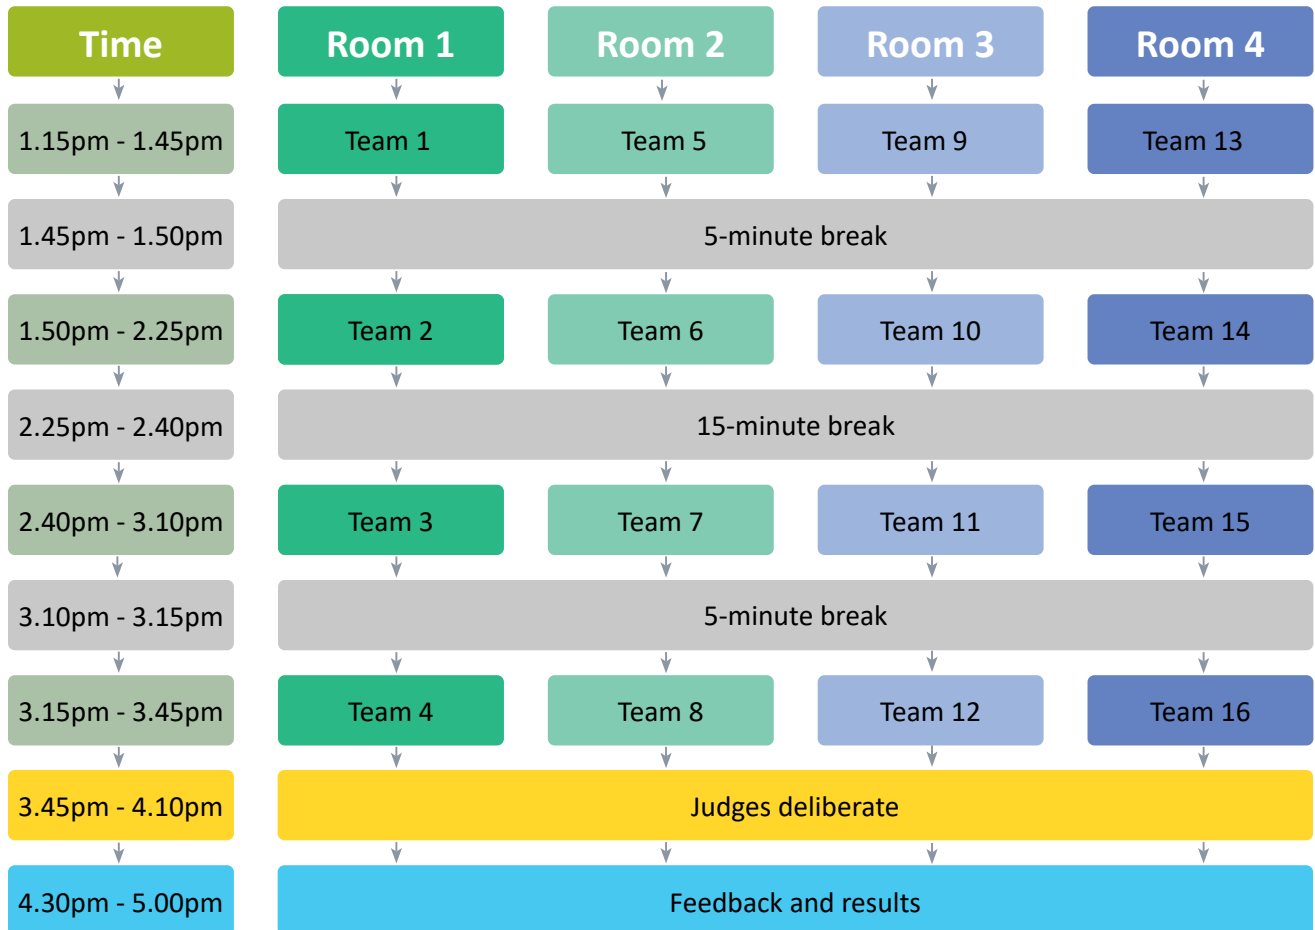 Time Room 1 Room 2 Room 3 Room 4
1.15pm - 1.45pm Team 1 Team 5 Team 9 Team 13
1.45pm - 1.50pm 5-minute break
1.50pm - 2.25pm Team 2 Team 6 Team 10 Team 14
2.25pm - 2.40pm 15-minute break
2.40pm - 3.10pm Team 3 Team 7 Team 11 Team 15
3.10pm - 3.15pm 5-minute break
3.15pm - 3.45pm Team 4 Team 8 Team 12 Team 16
3.45pm - 4.10pm Judges deliberate
4.30pm - 5.00pm Feedback and results